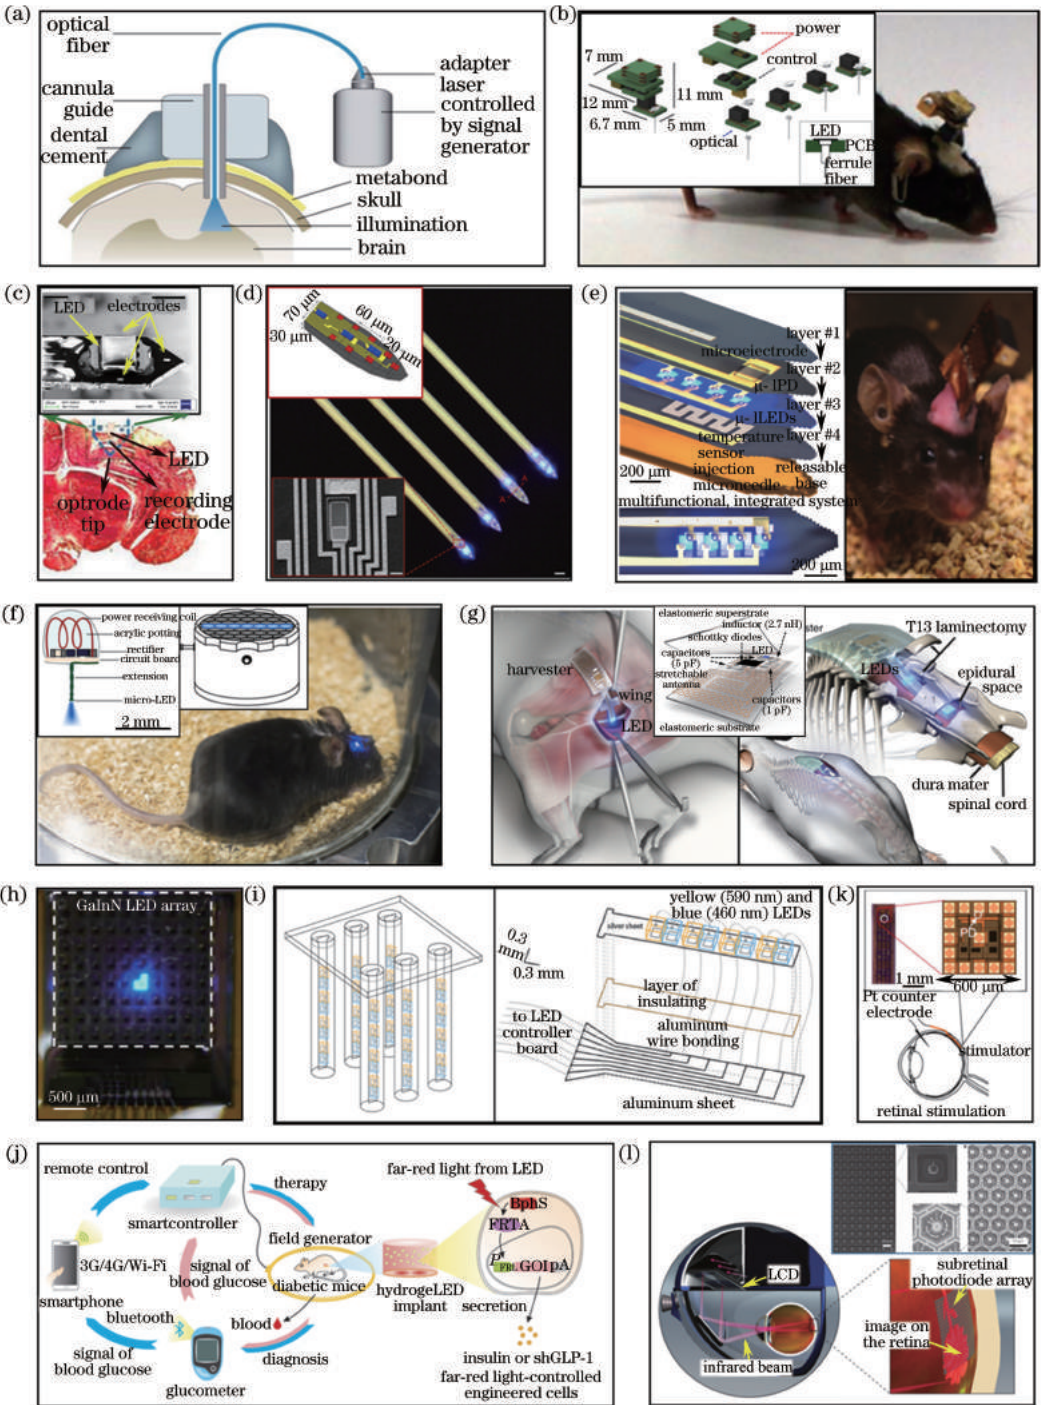 (a)
optical
fiber
cannula
guide
dental
cement
adapter
laser
controlled
by signal
generator
metabond
skull
illumination
brain
(b)
power
control
7 mm
12 mm
6.7 mm
11 mm
5 mm
optical
LED
PCB
ferrule
fiber
(c)
LED
electrodes
LED
optrode
tip
recording
electrode
(d)
70 μm
30 μm
60 μm
20 μm
A
A
(e)
layer #1
microelectrode
layer #2
μ- IPD
layer #3
μ- ILEDs
temperature
layer #4
sensor
injection
releasable
200 μm
microneedle
base
multifunctional, integrated system
200 μm
(f)
power receiving coil
acrylic potting
rectifier
circuit board
extension
micro-LED
2 mm
(g)
harvester
wing
LED
elastomeric superstrate
inductor (2.7 nH)
schottky diodes
LED
capacitors
(5 pF)
stretchable
antenna
capacitors
(1 pF)
elastomeric substrate
T13 laminectomy
LEDs
epidural
space
dura mater
spinal cord
(h)
GaInN LED array
500 μm
(i)
yellow (590 nm) and
blue (460 nm) LEDs
silver sheet
0.3
mm
0.3 mm
layer of
insulating
to LED
controller
board
aluminum
wire bonding
aluminum sheet
(k)
PD
1 mm
600 μm
Pt counter
electrode
stimulator
retinal stimulation
(j)
remote control
smartcontroller
therapy
3G/4G/Wi-Fi
signal of
blood glucose
field generator
diabetic mice
smartphone
bluetooth
blood
signal of
blood glucose
glucometer
diagnosis
far-red light from LED
BphS
FRTA
P
FRL
GOI
pA
hydrogeLED
implant
secretion
insulin or shGLP-1
far-red light-controlled
engineered cells
(l)
LCD
infrared beam
subretinal
photodiode array
image on
the retina